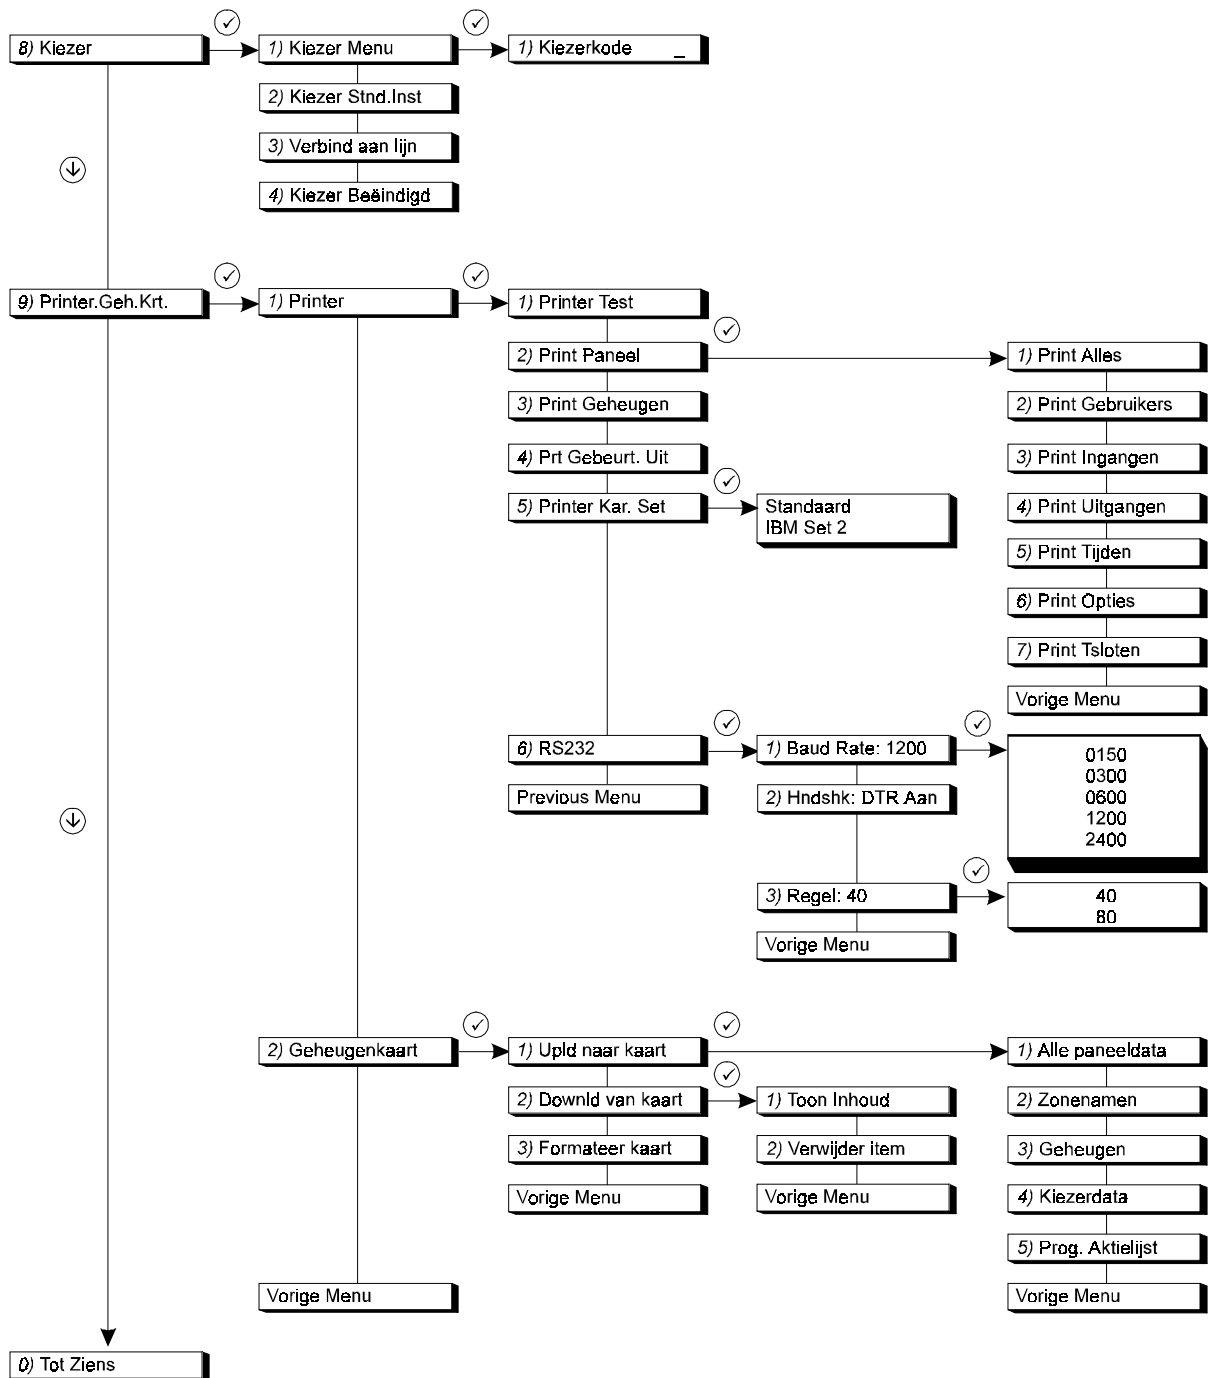 8) Kiezer
1) Kiezer Menu
1) Kiezerkode _
2) Kiezer Stnd.Inst
3) Verbind aan lijn
4) Kiezer Beëindigd
9) Printer.Geh.Krt.
1) Printer
1) Printer Test
2) Print Paneel
3) Print Geheugen
4) Prt Gebeurt. Uit
5) Printer Kar. Set
Standaard
IBM Set 2
1) Print Alles
2) Print Gebruikers
3) Print Ingangen
4) Print Uitgangen
5) Print Tijden
6) Print Opties
7) Print Tsloten
Vorige Menu
6) RS232
Previous Menu
1) Baud Rate: 1200
2) Hndshk: DTR Aan
3) Regel: 40
Vorige Menu
0150
0300
0600
1200
2400
40
80
2) Geheugenkaart
1) Upld naar kaart
2) Downld van kaart
3) Formateer kaart
Vorige Menu
1) Toon Inhoud
2) Verwijder item
Vorige Menu
1) Alle paneeldata
2) Zonenamen
3) Geheugen
4) Kiezerdata
5) Prog. Aktielijst
Vorige Menu
Vorige Menu
0) Tot Ziens